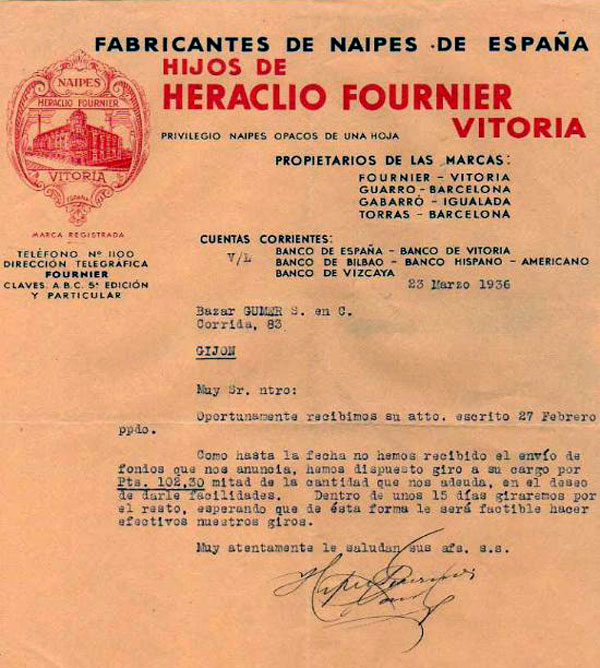 FABRICANTES DE NAIPES DE ESPAÑA
HIJOS DE
HERACLIO FOURNIER
VITORIA
PRIVILEGIO NAIPES OPACOS DE UNA HOJA
NAIPES
HERACLIO FOURNIER
VITORIA
ESPAÑA
MARCA REGISTRADA
TELÉFONO Nº 1100
DIRECCIÓN TELEGRÁFICA
FOURNIER
CLAVES A.B.C. 5ª EDICIÓN
Y PARTICULAR
PROPIETARIOS DE LAS MARCAS:
FOURNIER - VITORIA
GUARRO - BARCELONA
GABARRÓ - IGUALADA
TORRAS - BARCELONA
CUENTAS CORRIENTES:
BANCO DE ESPAÑA - BANCO DE VITORIA
BANCO DE BILBAO - BANCO HISPANO - AMERICANO
BANCO DE VIZCAYA
V/L
23 Marzo 1936
Bazar GUMER S. en C.
Corrida, 83
GIJON
Muy Sr. ntro:
Oportunamente recibimos su atto. escrito 27 Febrero
ppdo.
Como hasta la fecha no hemos recibido el envío de
fondos que nos anuncia, hemos dispuesto giro a su cargo por
Pts. 102,30 mitad de la cantidad que nos adeuda, en el deseo
de darle facilidades. Dentro de unos 15 días giraremos por
el resto, esperando que de ésta forma le será factible hacer
efectivos nuestros giros.
Muy atentamente le saludan sus afs. s.s.